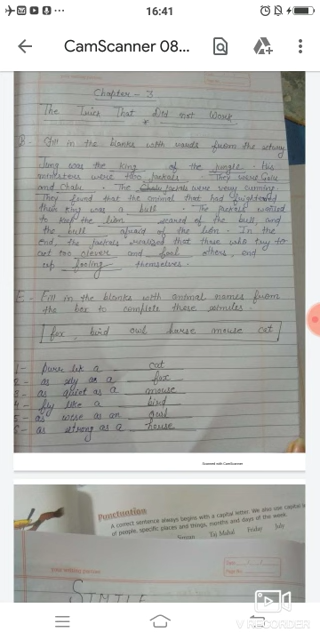 16:41
CamScanner 08...
Chapter - 3
The Trick That Did not Work
B- Fill in the blanks with words from the story
was the king of the jungle. His
were two jackals. They were
and. The were very cunning
They found that the animal that had frightened
their king was a bull. The jackals wanted
to keep the lion scared of the bull and
the bull afraid of the lion. In the
end, the jackals realised that those who try to
act too clever and fool others, end
up fooling themselves.
E- Fill in the blanks with animal names from
the box to complete these similes.
fox, bird owl horse mouse cat
1- purr like a cat
2- as sly as a fox
3- as quiet as a mouse
4- fly like a bird
5- as wise as an owl
6- as strong as a horse
Scanned with CamScanner
Punctuation
A correct sentence always begins with a capital letter. We also use capital
of people, specific places and things, months and days of the week.
Taj Mahal Friday July
Date
Page No.
SIMILE
V RECORDER